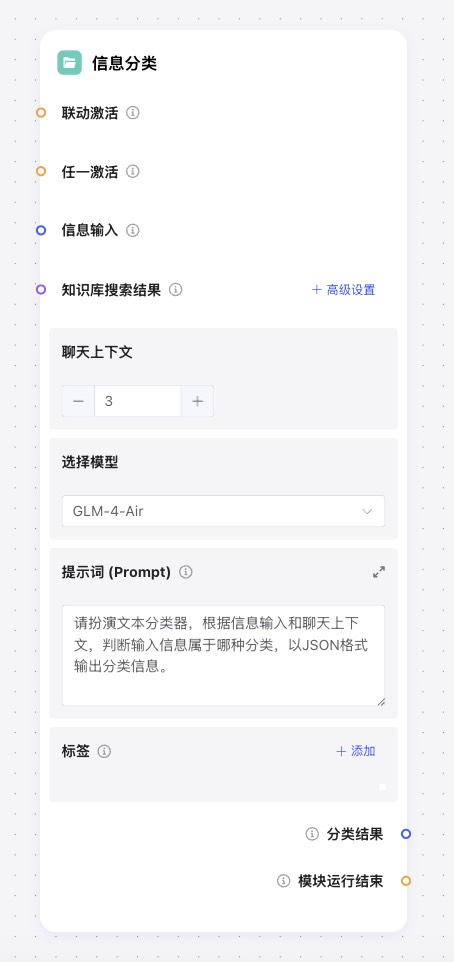 信息分类
联动激活
任一激活
信息输入
知识库搜索结果 + 高级设置
聊天上下文
− 3 +
选择模型
GLM-4-Air
提示词 (Prompt)
请扮演文本分类器，根据信息输入和聊天上下
文，判断输入信息属于哪种分类，以JSON格式
输出分类信息。
标签 + 添加
分类结果
模块运行结束